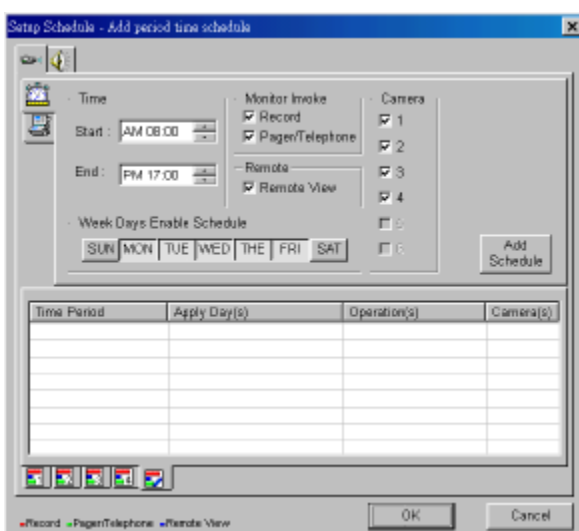 Setup Schedule - Add period time schedule
Time
Start : AM 08:00
End : PM 17:00
Monitor Invoke
Record
Pager/Telephone
Remote
Remote View
Camera
1
2
3
4
5
6
Week Days Enable Schedule
SUN MON TUE WED THE FRI SAT
Add Schedule
Time Period Apply Day(s) Operation(s) Camera(s)
Record Pager/Telephone Remote View
OK Cancel